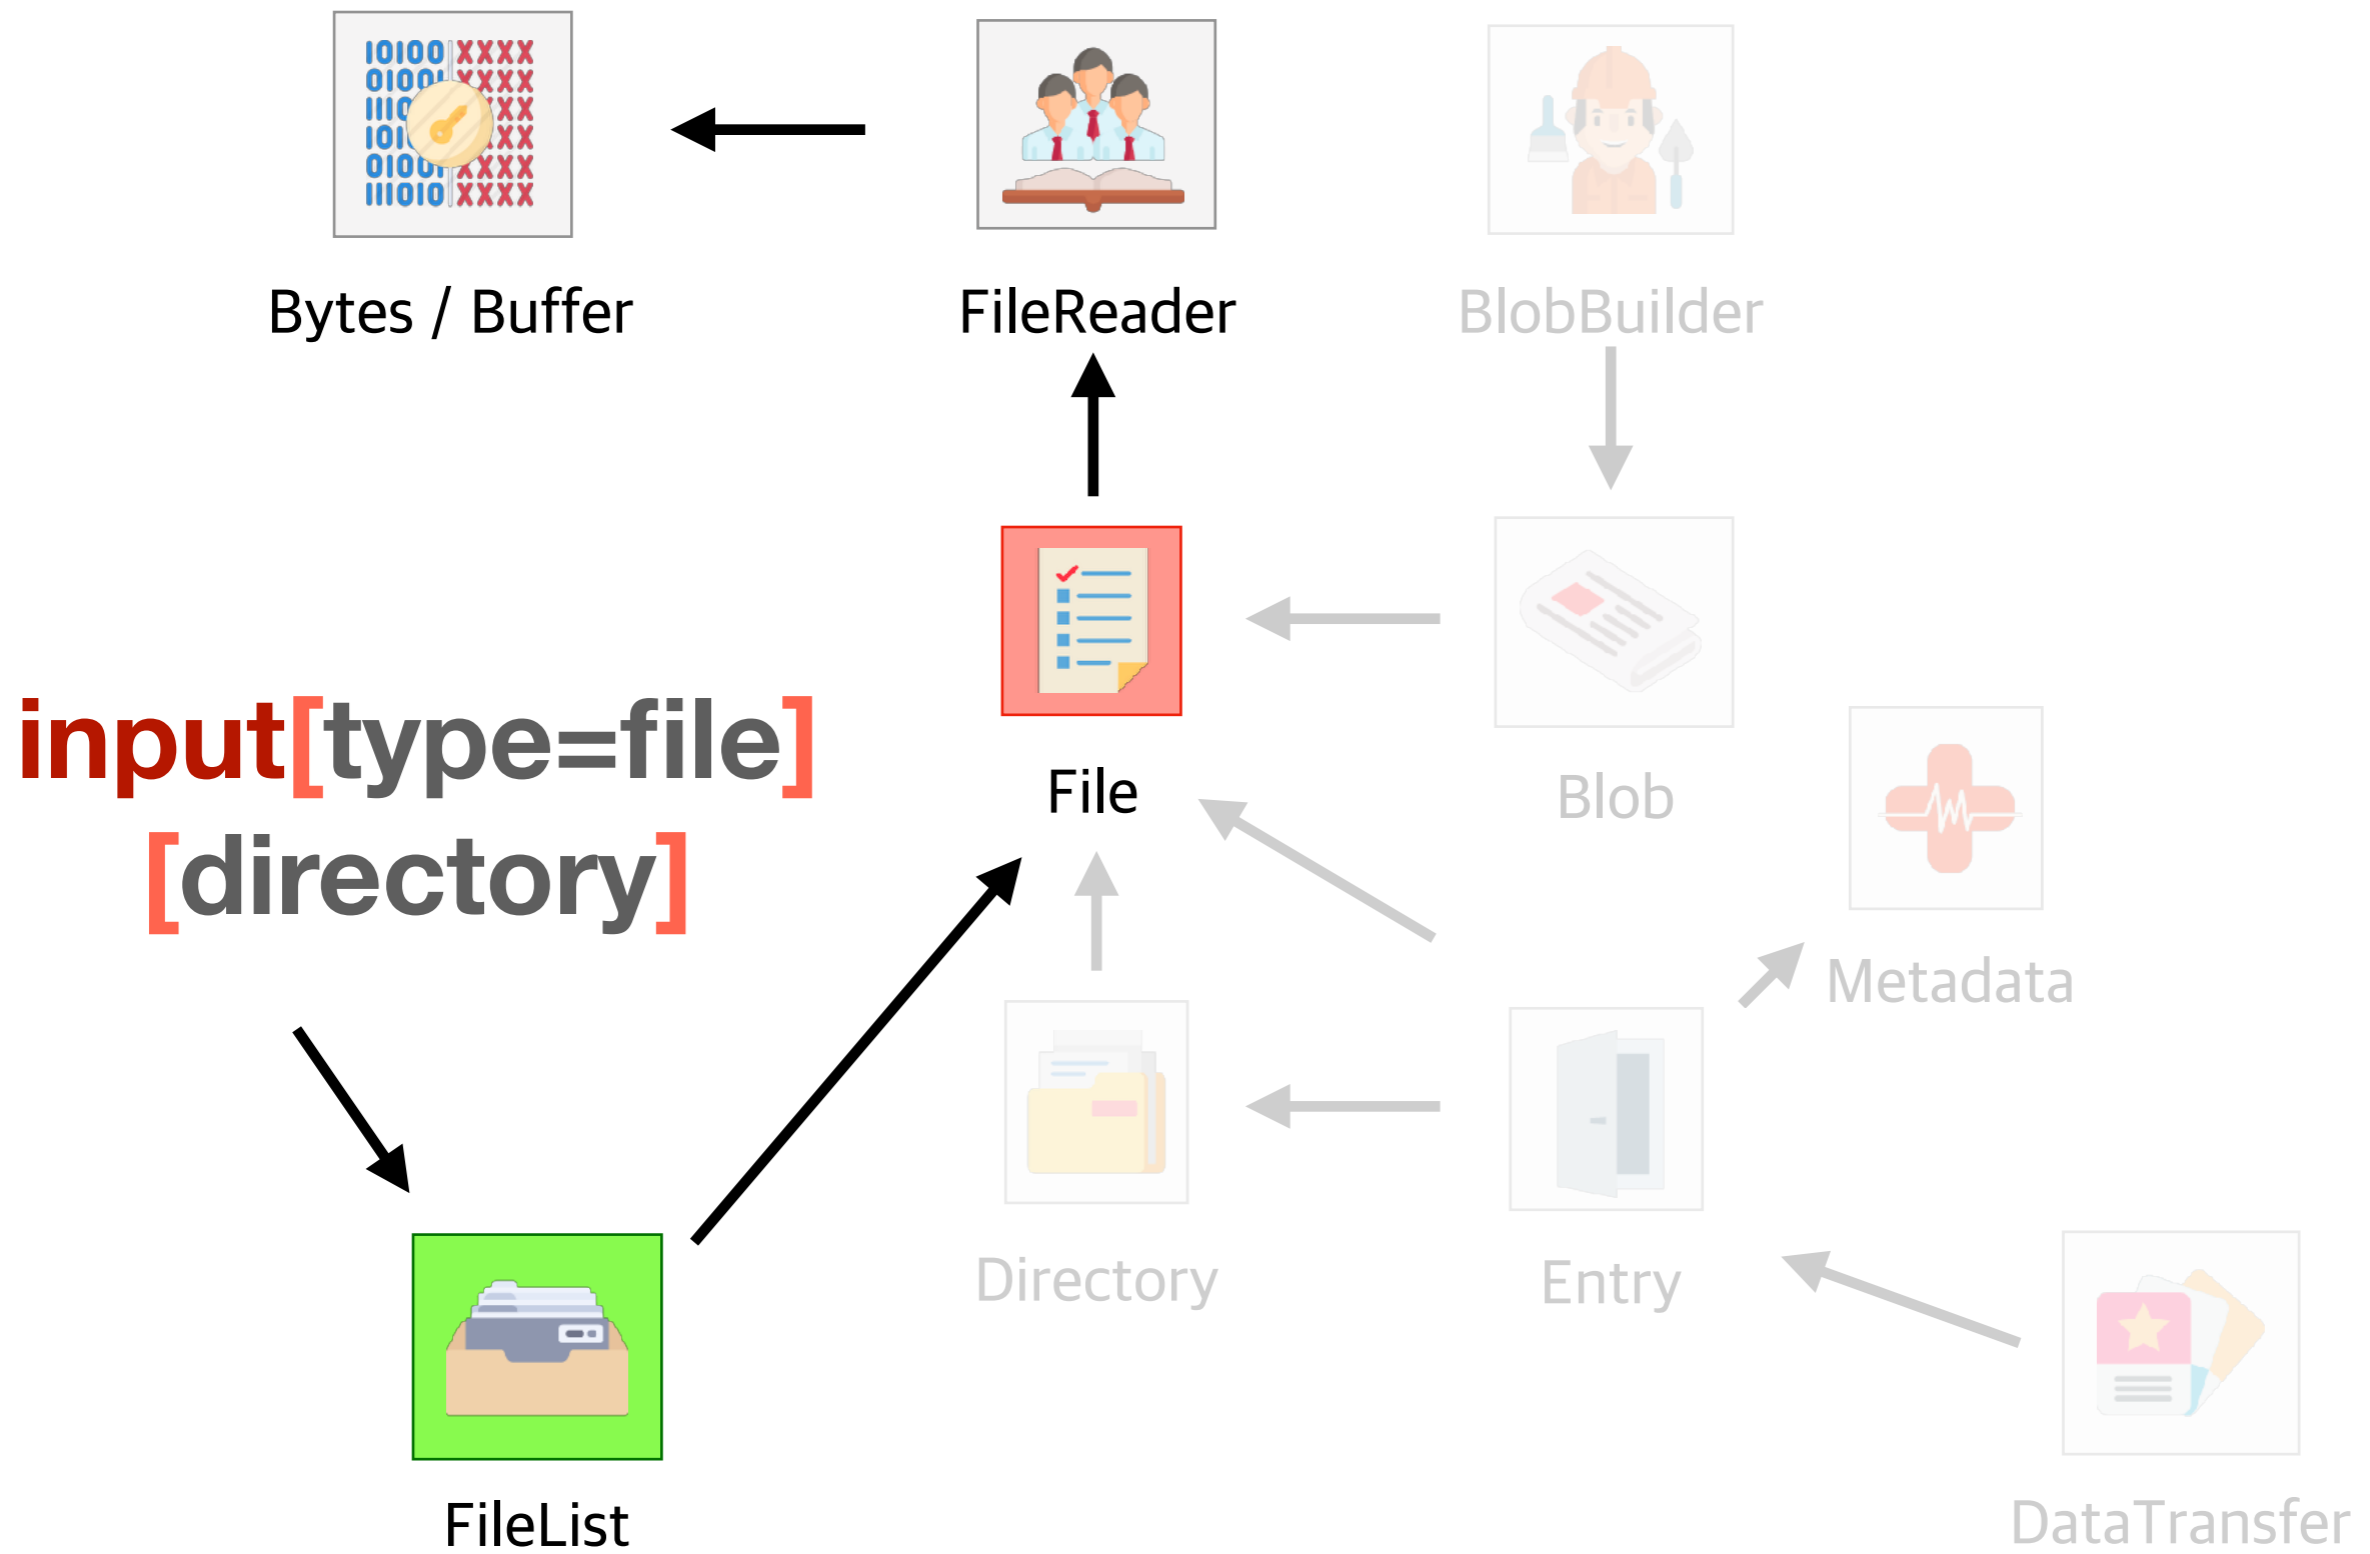 Bytes / Buffer
FileReader
BlobBuilder
input[type=file]
[directory]
File
Blob
Metadata
Directory
Entry
FileList
DataTransfer